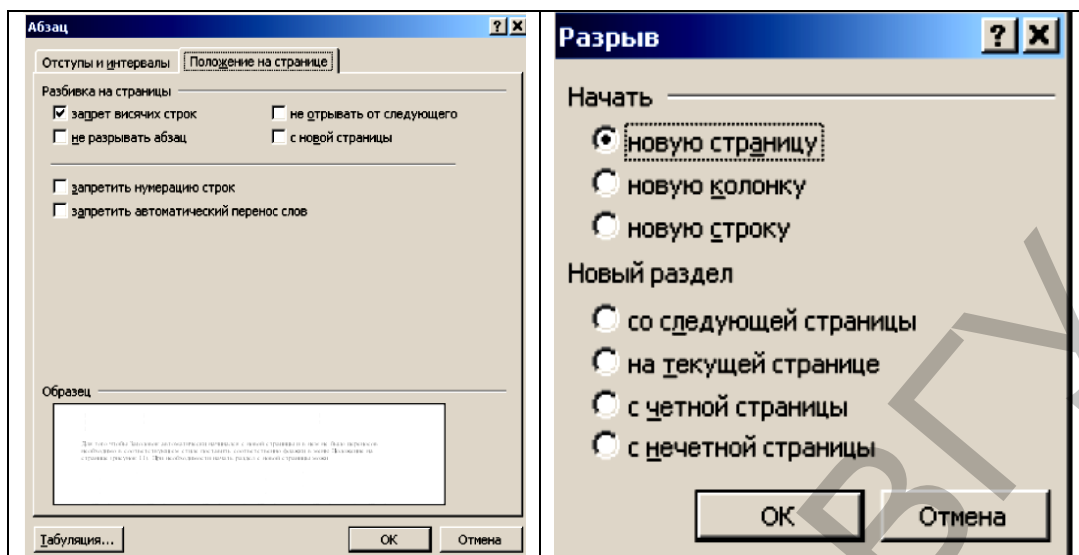 Абзац
Отступы и интервалы
Положение на странице
Разбивка на страницы
запрет висячих строк
не отрывать от следующего
не разрывать абзац
с новой страницы
запретить нумерацию строк
запретить автоматический перенос слов
Образец
Табуляция...
ОК
Отмена
Разрыв
Начать
новую страницу
новую колонку
новую строку
Новый раздел
со следующей страницы
на текущей странице
с четной страницы
с нечетной страницы
ОК
Отмена
ВГУ